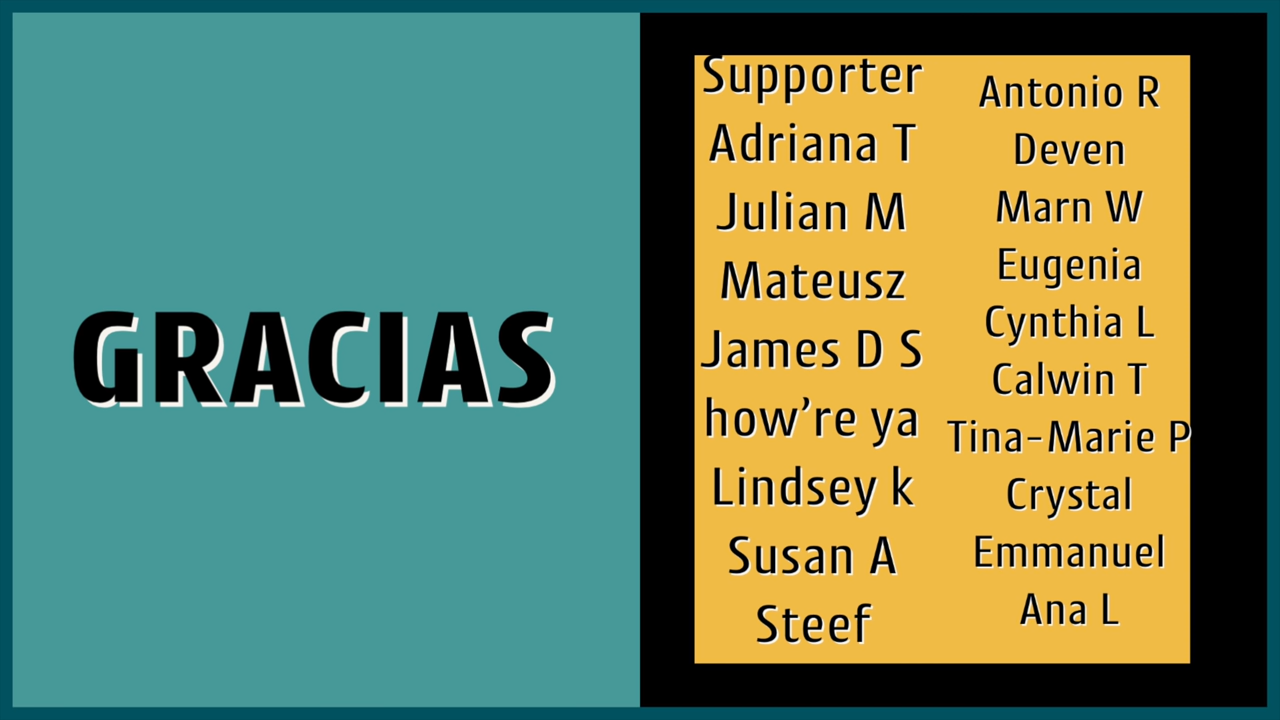 GRACIAS
Supporter
Adriana T
Julian M
Mateusz
James D S
how’re ya
Lindsey k
Susan A
Steef
Antonio R
Deven
Marn W
Eugenia
Cynthia L
Calwin T
Tina-Marie P
Crystal
Emmanuel
Ana L